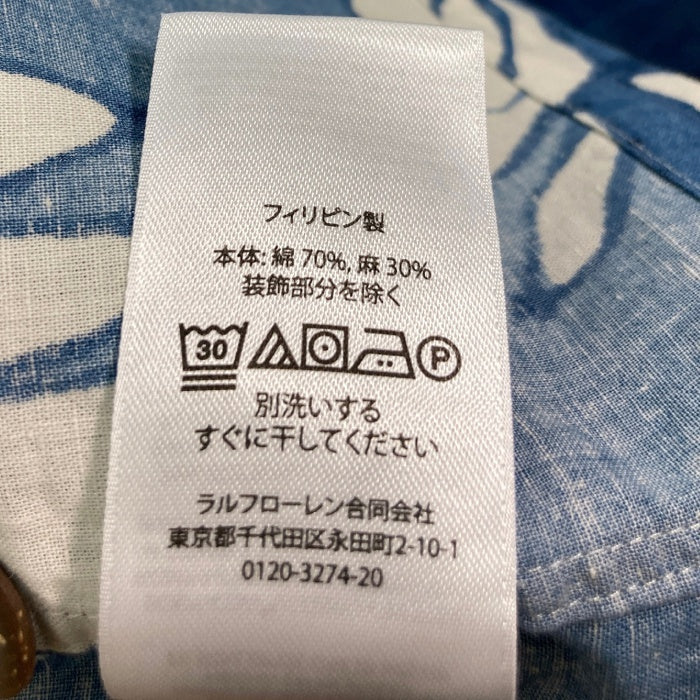 フィリピン製
本体: 綿 70%, 麻 30%
装飾部分を除く
30
P
別洗いする
すぐに干してください
ラルフローレン合同会社
東京都千代田区永田町2-10-1
0120-3274-20